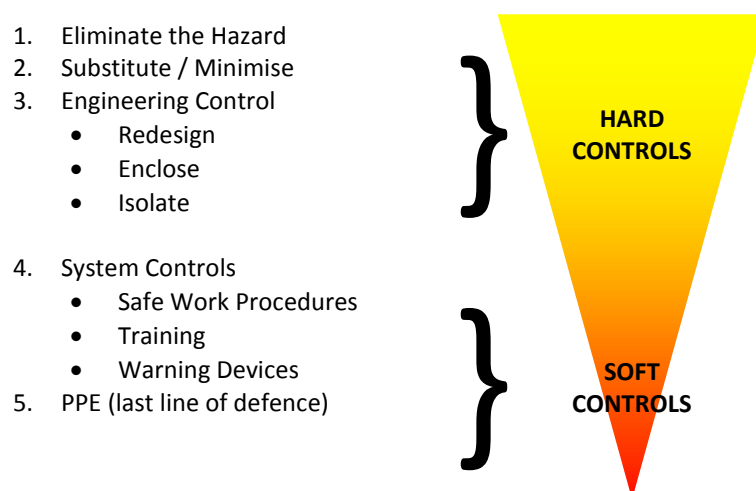 1. Eliminate the Hazard
2. Substitute / Minimise
3. Engineering Control
• Redesign
• Enclose
• Isolate
4. System Controls
• Safe Work Procedures
• Training
• Warning Devices
5. PPE (last line of defence)
HARD
CONTROLS
SOFT
CONTROLS